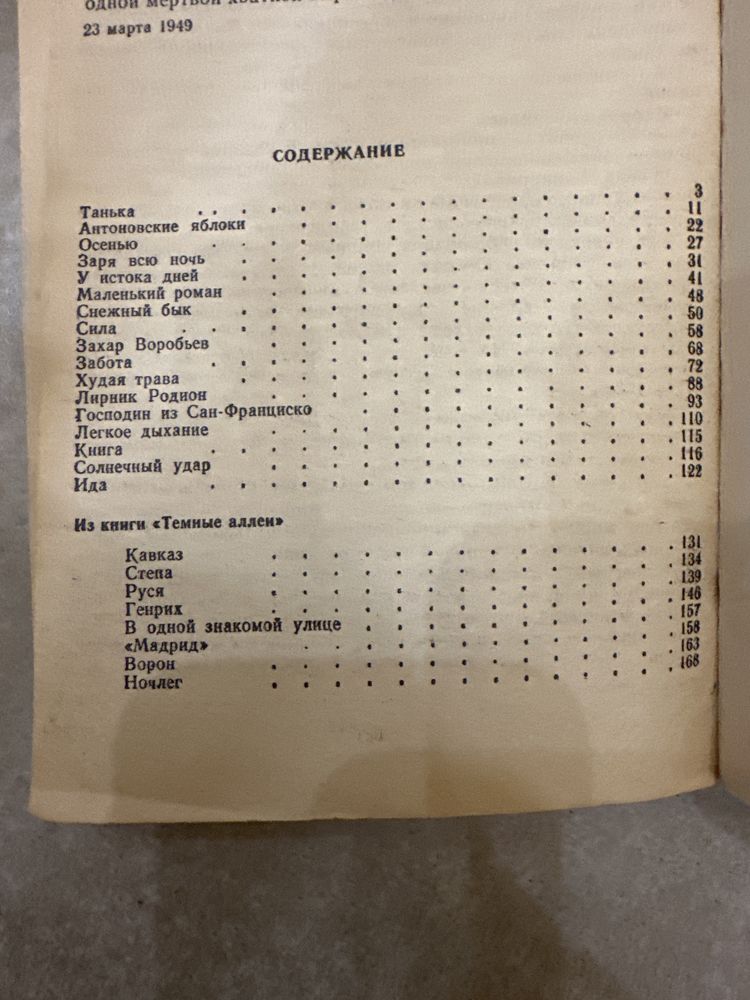 одной мертвой
23 марта 1949
СОДЕРЖАНИЕ
Танька . . . . . . . . . . . . . . . 3
Антоновские яблоки . . . . . . . . . . . . 11
Осенью . . . . . . . . . . . . . . . 22
Заря всю ночь . . . . . . . . . . . . . . 27
У истока дней . . . . . . . . . . . . . . 31
Маленький роман . . . . . . . . . . . . . 41
Снежный бык . . . . . . . . . . . . . . 48
Сила . . . . . . . . . . . . . . . . 50
Захар Воробьев . . . . . . . . . . . . . 58
Забота . . . . . . . . . . . . . . . 68
Худая трава . . . . . . . . . . . . . . 72
Лирник Родион . . . . . . . . . . . . . 88
Господин из Сан-Франциско . . . . . . . . . . 93
Легкое дыхание . . . . . . . . . . . . . 110
Книга . . . . . . . . . . . . . . . 115
Солнечный удар . . . . . . . . . . . . . 116
Ида . . . . . . . . . . . . . . . 122
Из книги «Темные аллеи»
Кавказ . . . . . . . . . . . . . 131
Степа . . . . . . . . . . . . . 134
Руся . . . . . . . . . . . . . 139
Генрих . . . . . . . . . . . . . 146
В одной знакомой улице . . . . . . . . . . 157
«Мадрид» . . . . . . . . . . . . 158
Ворон . . . . . . . . . . . . . 163
Ночлег . . . . . . . . . . . . . 168